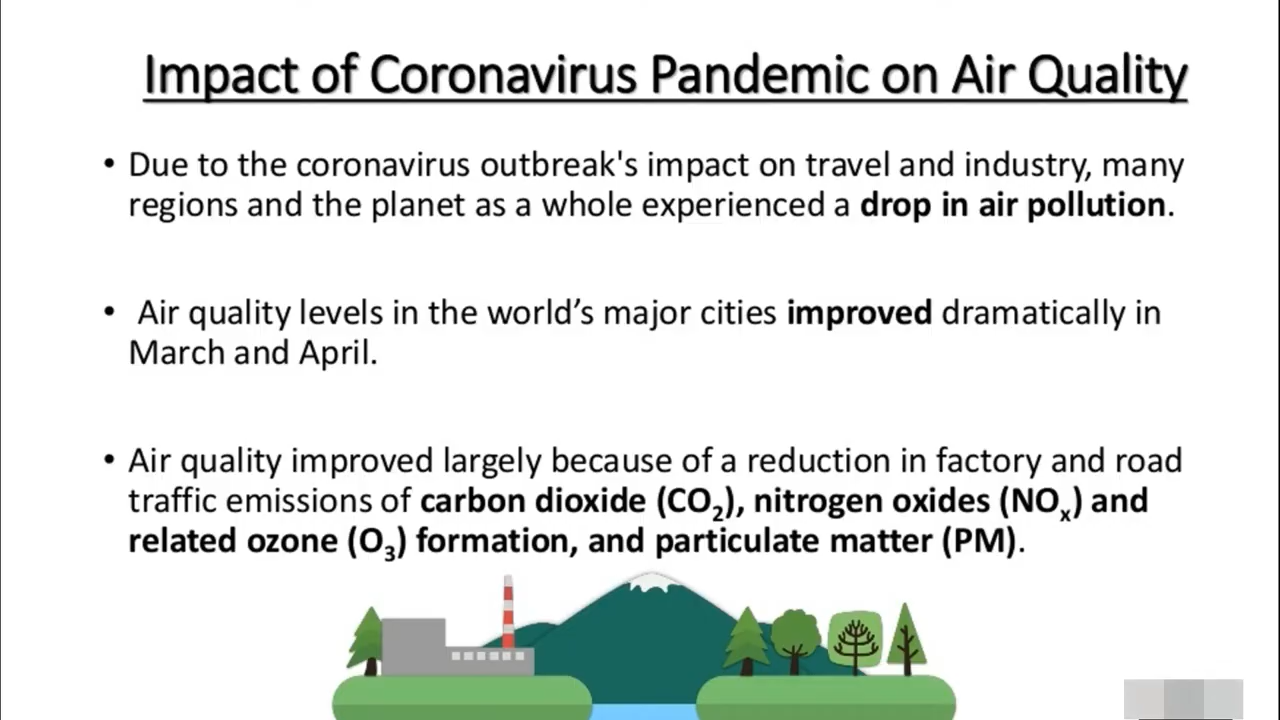 Impact of Coronavirus Pandemic on Air Quality
• Due to the coronavirus outbreak's impact on travel and industry, many
regions and the planet as a whole experienced a drop in air pollution.
• Air quality levels in the world’s major cities improved dramatically in
March and April.
• Air quality improved largely because of a reduction in factory and road
traffic emissions of carbon dioxide (CO₂), nitrogen oxides (NOₓ) and
related ozone (O₃) formation, and particulate matter (PM).